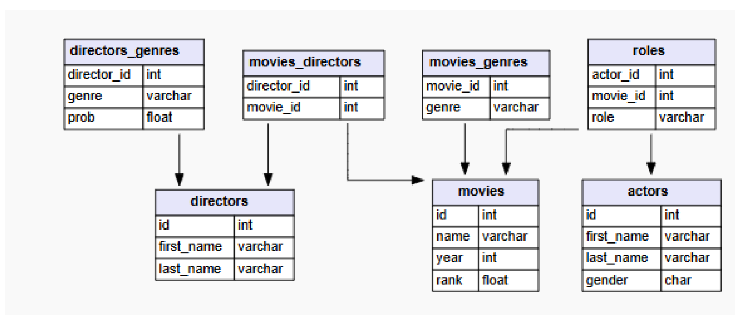 directors_genres
director_id int
genre varchar
prob float
movies_directors
director_id int
movie_id int
movies_genres
movie_id int
genre varchar
roles
actor_id int
movie_id int
role varchar
directors
id int
first_name varchar
last_name varchar
movies
id int
name varchar
year int
rank float
actors
id int
first_name varchar
last_name varchar
gender char